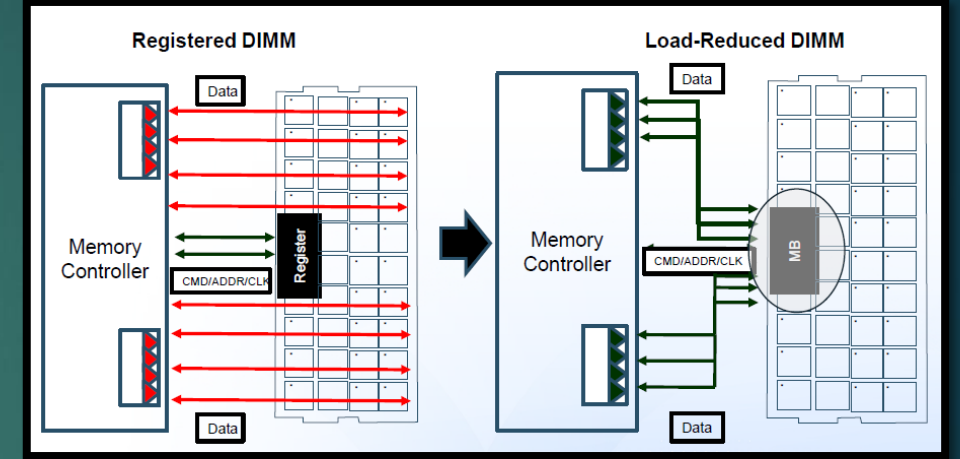 Registered DIMM
Data
Memory
Controller
Register
CMD/ADDR/CLK
Data
Load-Reduced DIMM
Data
Memory
Controller
CMD/ADDR/CLK
MB
Data